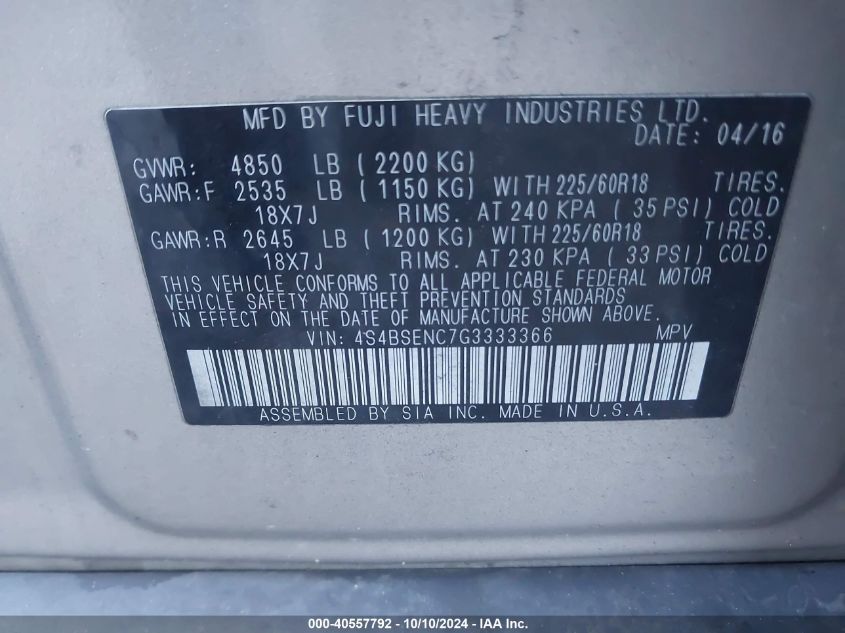 MFD BY FUJI HEAVY INDUSTRIES LTD.
DATE: 04/16
GVWR: 4850 LB ( 2200 KG)
GAWR:F 2535 LB ( 1150 KG) WITH 225/60R18 TIRES.
18X7J RIMS. AT 240 KPA ( 35 PSI) COLD
GAWR:R 2645 LB ( 1200 KG) WITH 225/60R18 TIRES.
18X7J RIMS. AT 230 KPA ( 33 PSI) COLD
THIS VEHICLE CONFORMS TO ALL APPLICABLE FEDERAL MOTOR
VEHICLE SAFETY AND THEFT PREVENTION STANDARDS
IN EFFECT ON THE DATE OF MANUFACTURE SHOWN ABOVE.
VIN: 4S4BSENC7G3333366 MPV
ASSEMBLED BY SIA INC. MADE IN U.S.A.
000-40557792 - 10/10/2024 - IAA Inc.